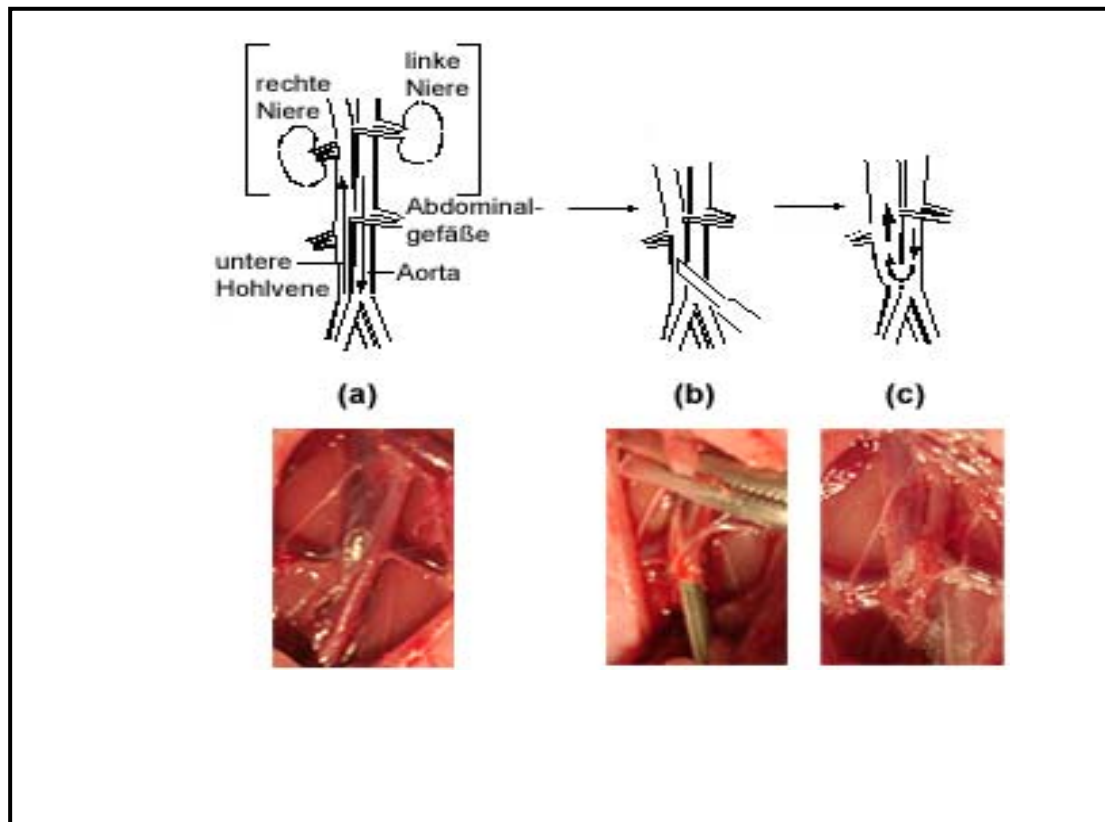 rechte
Niere
linke
Niere
Abdominal-
gefäße
untere
Hohlvene
Aorta
(a)
(b)
(c)